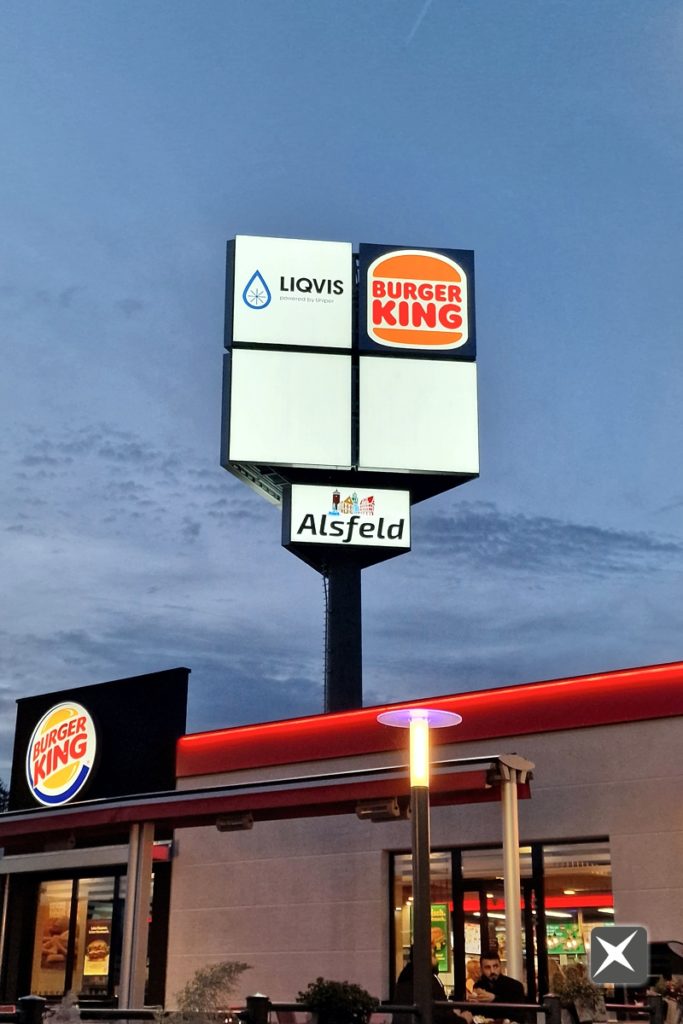 LIQVIS
powered by Uniper
BURGER
KING
Alsfeld
BURGER
KING